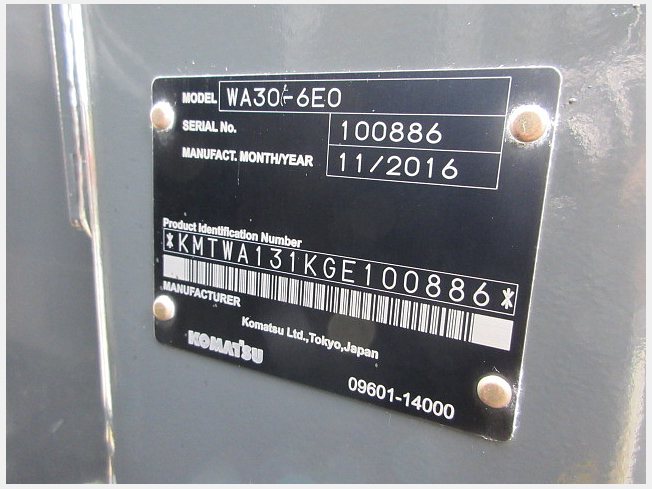 MODEL WA30-6E0
SERIAL No. 100886
MANUFACT. MONTH/YEAR 11/2016
Product Identification Number
*KMTWA131KGE100886*
MANUFACTURER
Komatsu Ltd.,Tokyo,Japan
KOMATSU
09601-14000